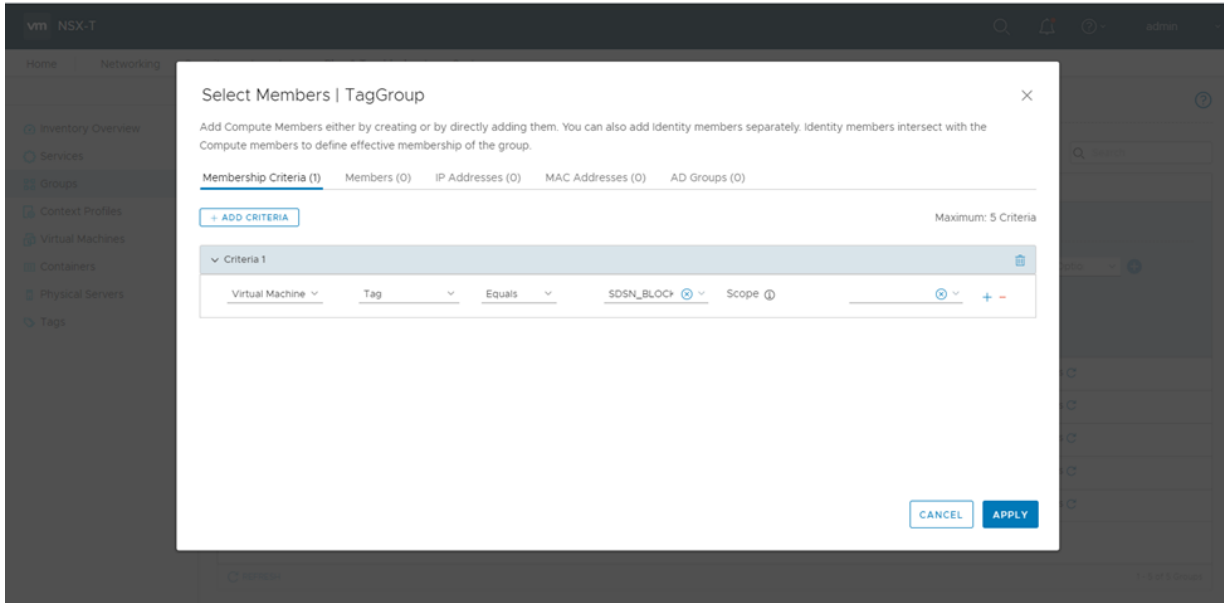 vm NSX-T
admin
Home Networking
Select Members | TagGroup
Add Compute Members either by creating or by directly adding them. You can also add Identity members separately. Identity members intersect with the
Compute members to define effective membership of the group.
Membership Criteria (1) Members (0) IP Addresses (0) MAC Addresses (0) AD Groups (0)
+ ADD CRITERIA
Maximum: 5 Criteria
Criteria 1
Virtual Machine Tag Equals SDSN_BLOC Scope
CANCEL APPLY
Inventory Overview
Services
Groups
Context Profiles
Virtual Machines
Containers
Physical Servers
Tags
Search
REFRESH